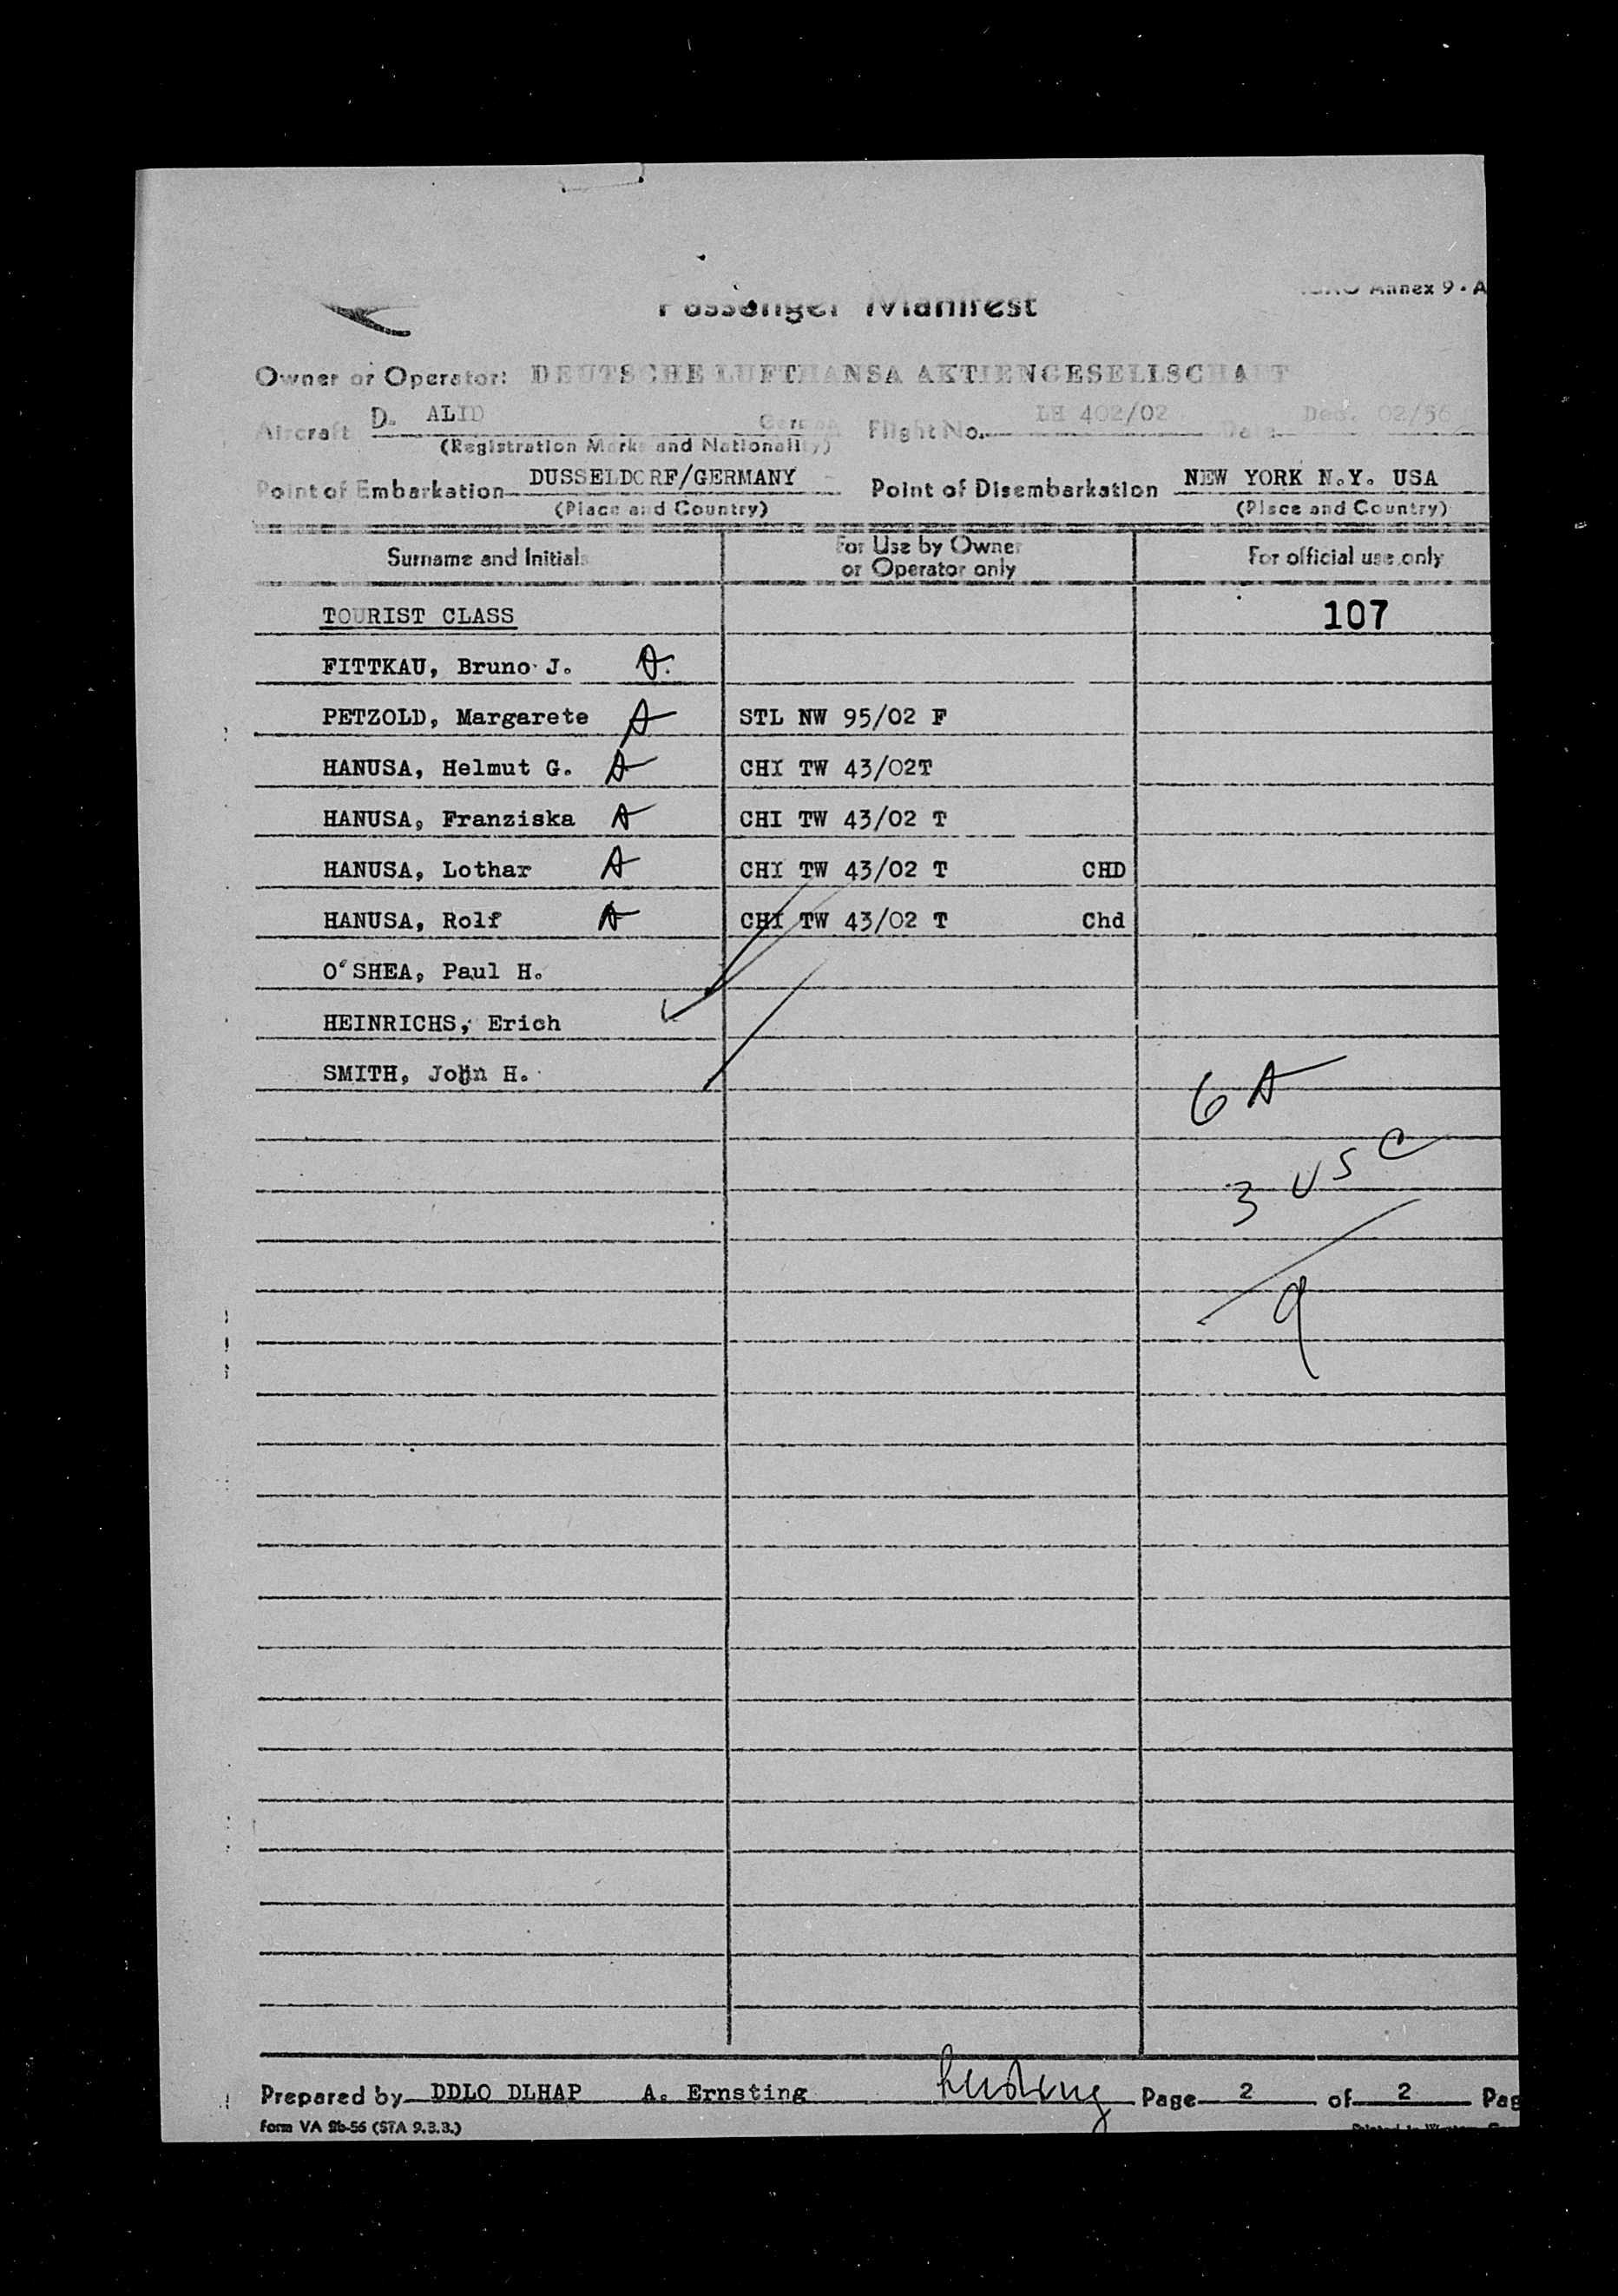 ICAO Annex 9 - A
Passenger Manifest
Owner or Operator: DEUTSCHE LUFTHANSA AKTIENGESELLSCHAFT
Aircraft D. ALID German Flight No. LH 402/02 Date Dec. 02/56
(Registration Marks and Nationality)
Point of Embarkation DUSSELDORF/GERMANY - Point of Disembarkation NEW YORK N.Y. USA
(Place and Country) (Place and Country)
Surname and Initials For Use by Owner or Operator only For official use only
TOURIST CLASS 107
FITTKAU, Bruno J. A.
PETZOLD, Margarete A STL NW 95/02 F
HANUSA, Helmut G. A CHI TW 43/02T
HANUSA, Franziska A CHI TW 43/02 T
HANUSA, Lothar A CHI TW 43/02 T CHD
HANUSA, Rolf A CHI TW 43/02 T Chd
O'SHEA, Paul H.
HEINRICHS, Erich
SMITH, John H.
6 A
3 USC
9
Prepared by DDLO DLHAP A. Ernsting Page 2 of 2 Pag
Form VA 2b-56 (STA 9.3.3.)